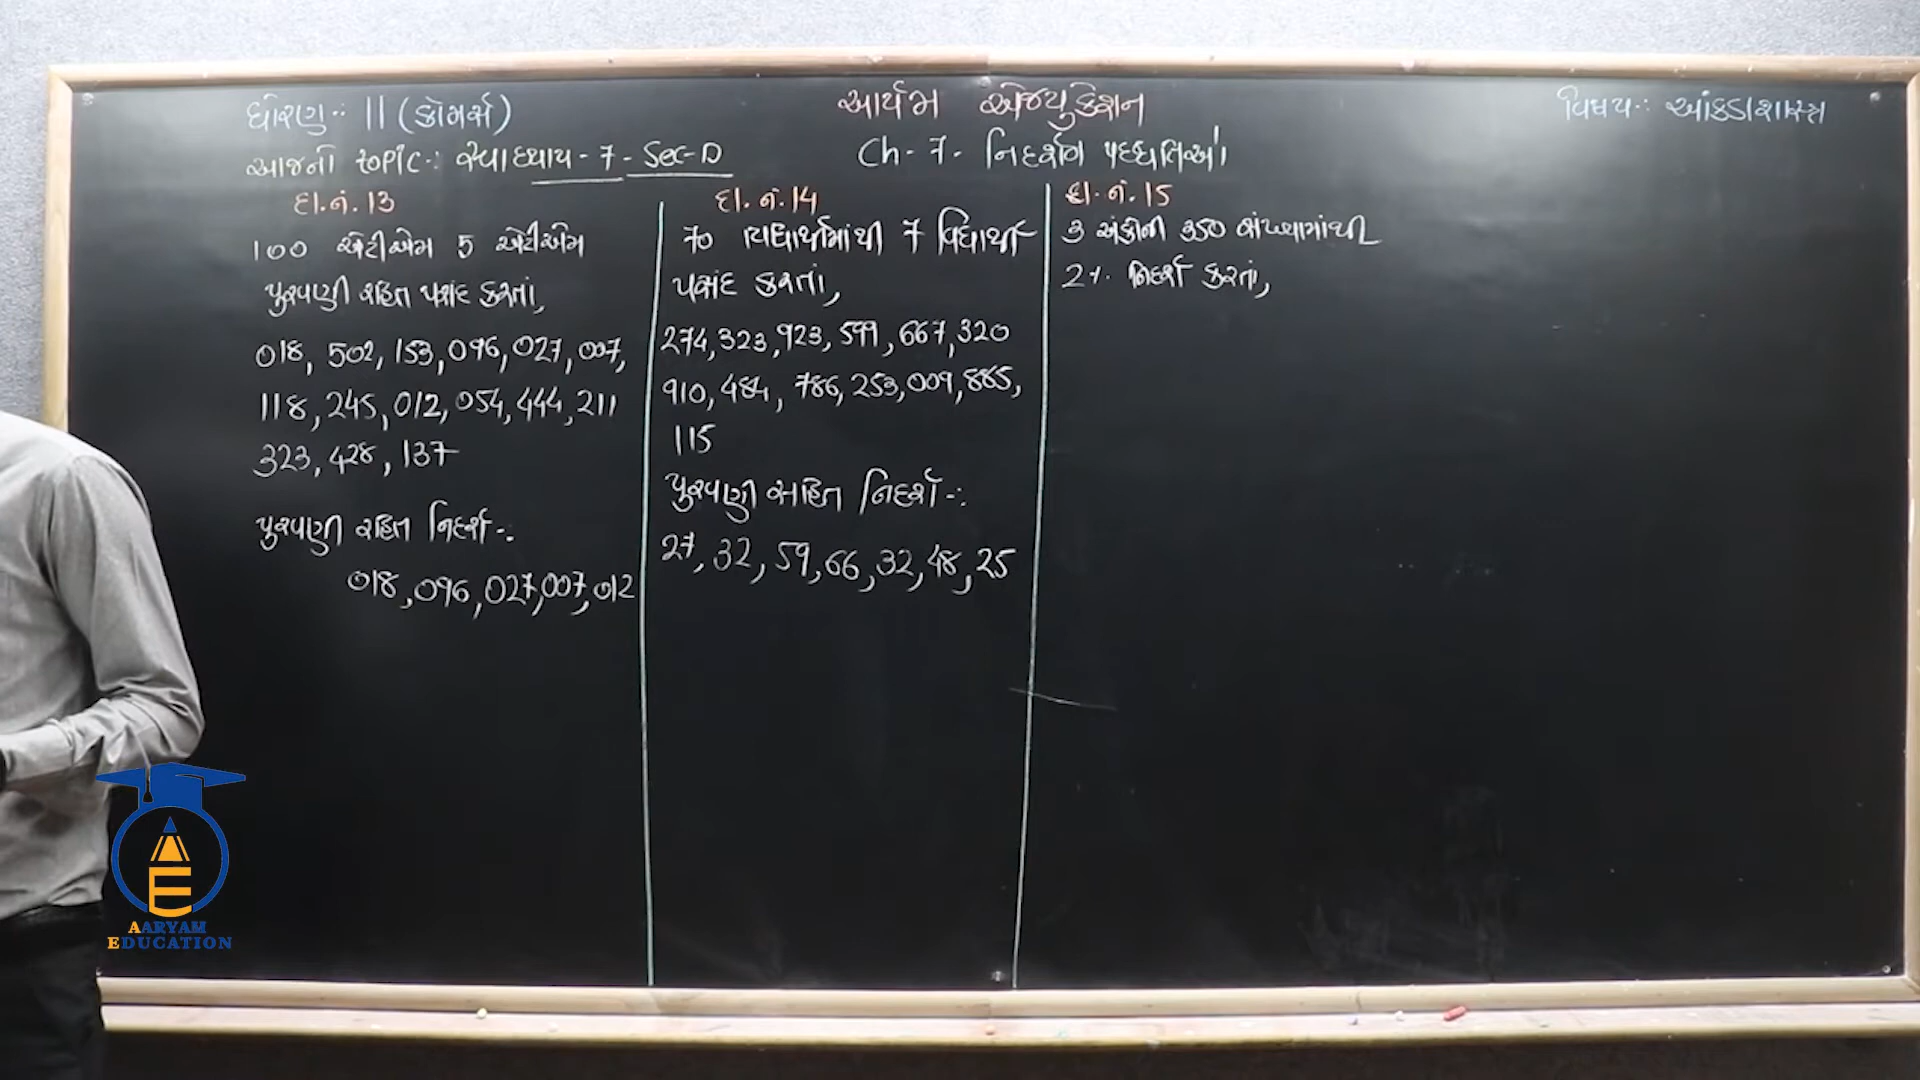 ધોરણ :- 11 (કોમર્સ)
આર્યમ એજ્યુકેશન
વિષય :- આંકડાશાસ્ત્ર
આજનો ટોપિક :- સ્વાધ્યાય - 7 - Sec-D
Ch - 7 - નિદર્શન પદ્ધતિઓ
દા.નં. 13
100 એટીએમ 5 એટીએમ
પુરવણી રહિત પસંદ કરતાં,
018, 502, 153, 096, 027, 007,
118, 245, 012, 054, 444, 211
323, 428, 137
પુરવણી રહિત નિદર્શ -:
018, 096, 027, 007, 012
દા.નં. 14
70 વિદ્યાર્થીમાંથી 7 વિદ્યાર્થી
પસંદ કરતાં,
274, 323, 923, 599, 667, 320
910, 484, 786, 253, 009, 885,
115
પુરવણી સહિત નિદર્શ -:
27, 32, 59, 66, 32, 48, 25
દા.નં. 15
3 અંકોની 350 સંખ્યામાંથી
2%. નિદર્શ કરતાં,
AARYAM
EDUCATION